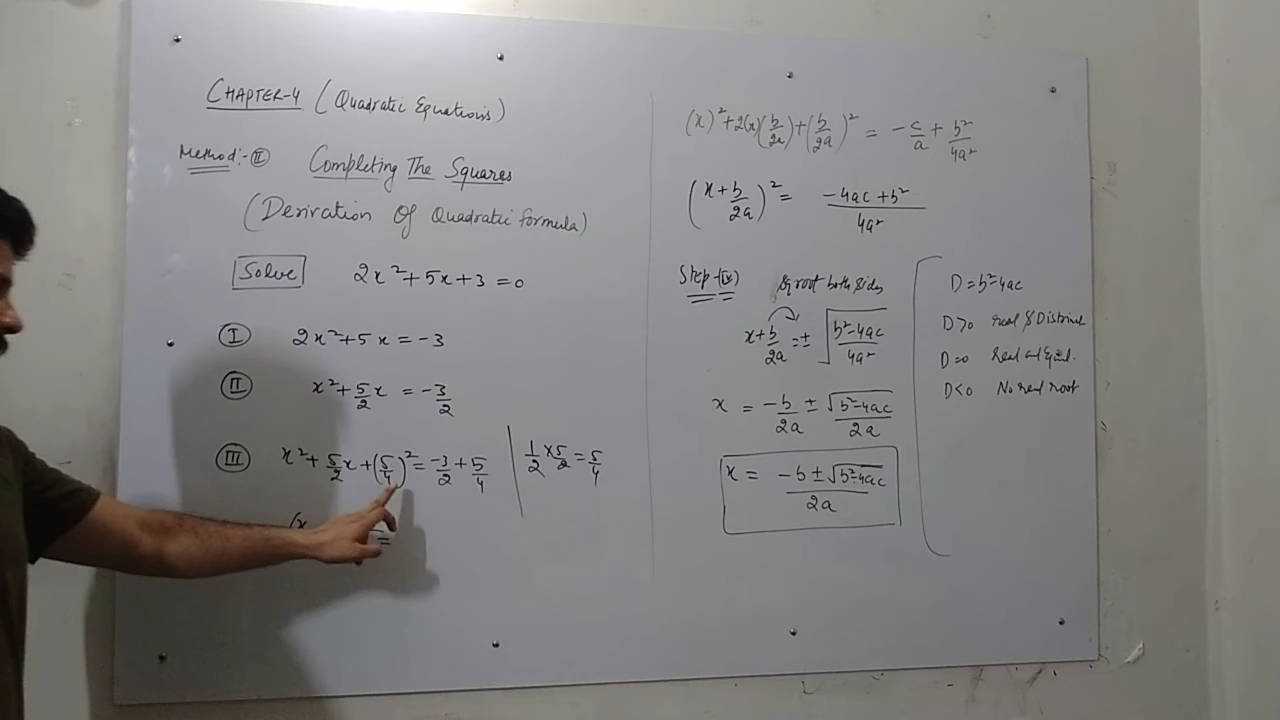 CHAPTER-4 (Quadratic Equations)
Method:-II Completing The Squares
(Derivation Of Quadratic formula)
Solve 2x²+5x+3=0
I 2x²+5x=-3
II x²+5/2x=-3/2
III x²+5/2x+(5/4)²=-3/2+5/4 | 1/2×5/2=5/4
(x =
(x)²+2(x)(b/2a)+(b/2a)²=-c/a+b²/4a²
(x+b/2a)²=-4ac+b²/4a²
Step-(iv) Sq root both sides
x+b/2a=±√b²-4ac/4a²
x=-b/2a±√b²-4ac/2a
x=-b±√b²-4ac/2a
D=b²-4ac
D>0 real & Distinct
D=0 Real and Equal.
D<0 No real root